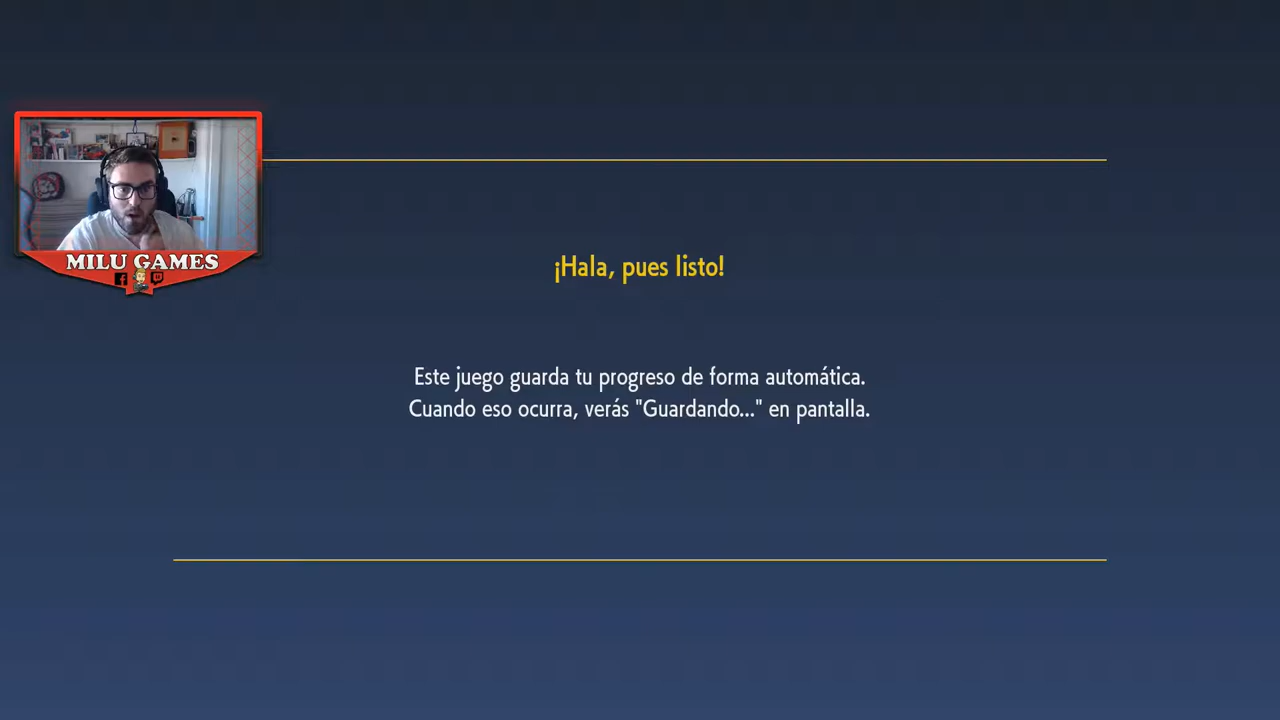 MILU GAMES
¡Hala, pues listo!
Este juego guarda tu progreso de forma automática.
Cuando eso ocurra, verás "Guardando..." en pantalla.